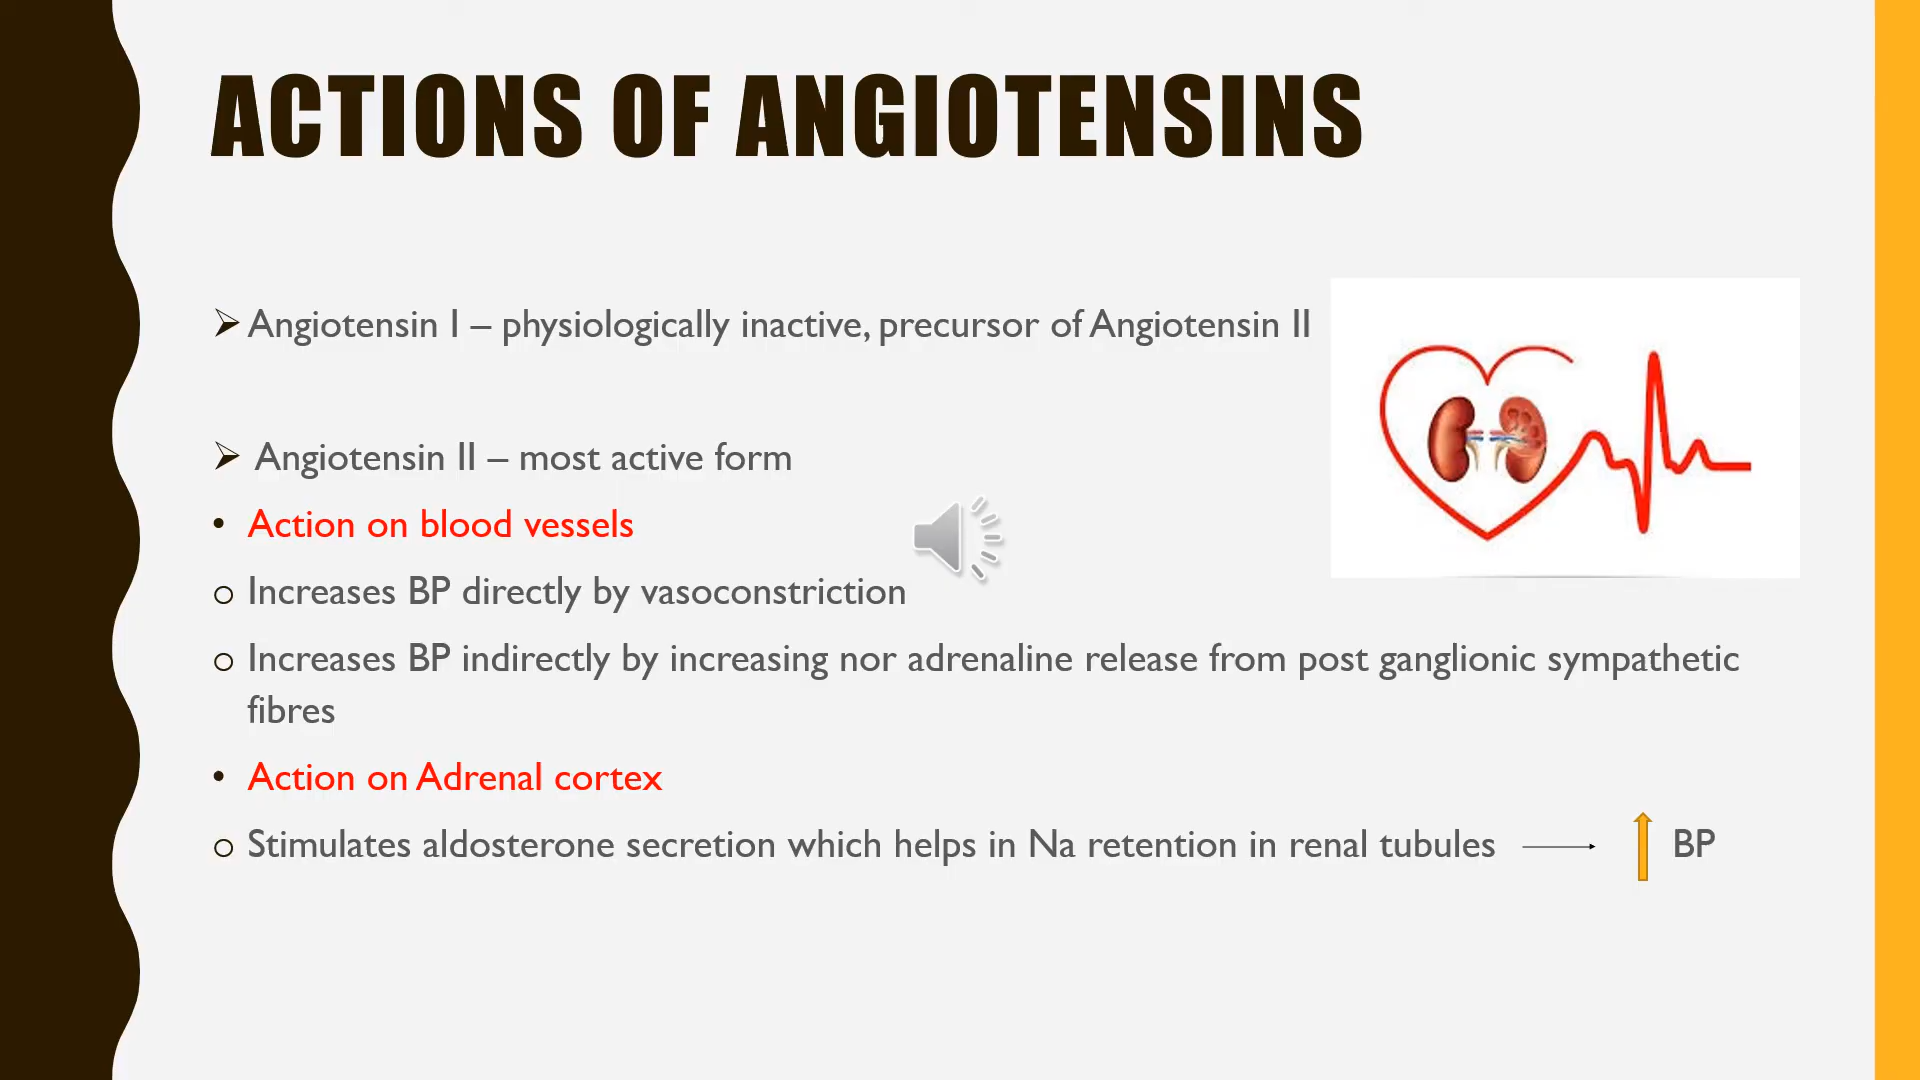 ACTIONS OF ANGIOTENSINS
➢ Angiotensin I – physiologically inactive, precursor of Angiotensin II
➢ Angiotensin II – most active form
• Action on blood vessels
o Increases BP directly by vasoconstriction
o Increases BP indirectly by increasing nor adrenaline release from post ganglionic sympathetic
fibres
• Action on Adrenal cortex
o Stimulates aldosterone secretion which helps in Na retention in renal tubules → ↑ BP